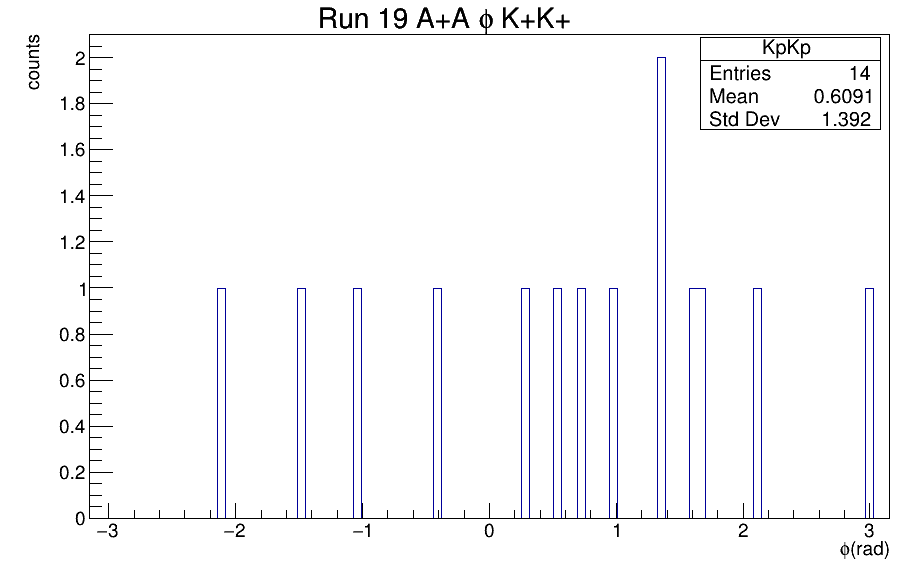 Run 19 A+A ϕ K+K+
counts
KpKp
Entries 14
Mean 0.6091
Std Dev 1.392
2
1.8
1.6
1.4
1.2
1
0.8
0.6
0.4
0.2
0
−3 −2 −1 0 1 2 3
ϕ(rad)